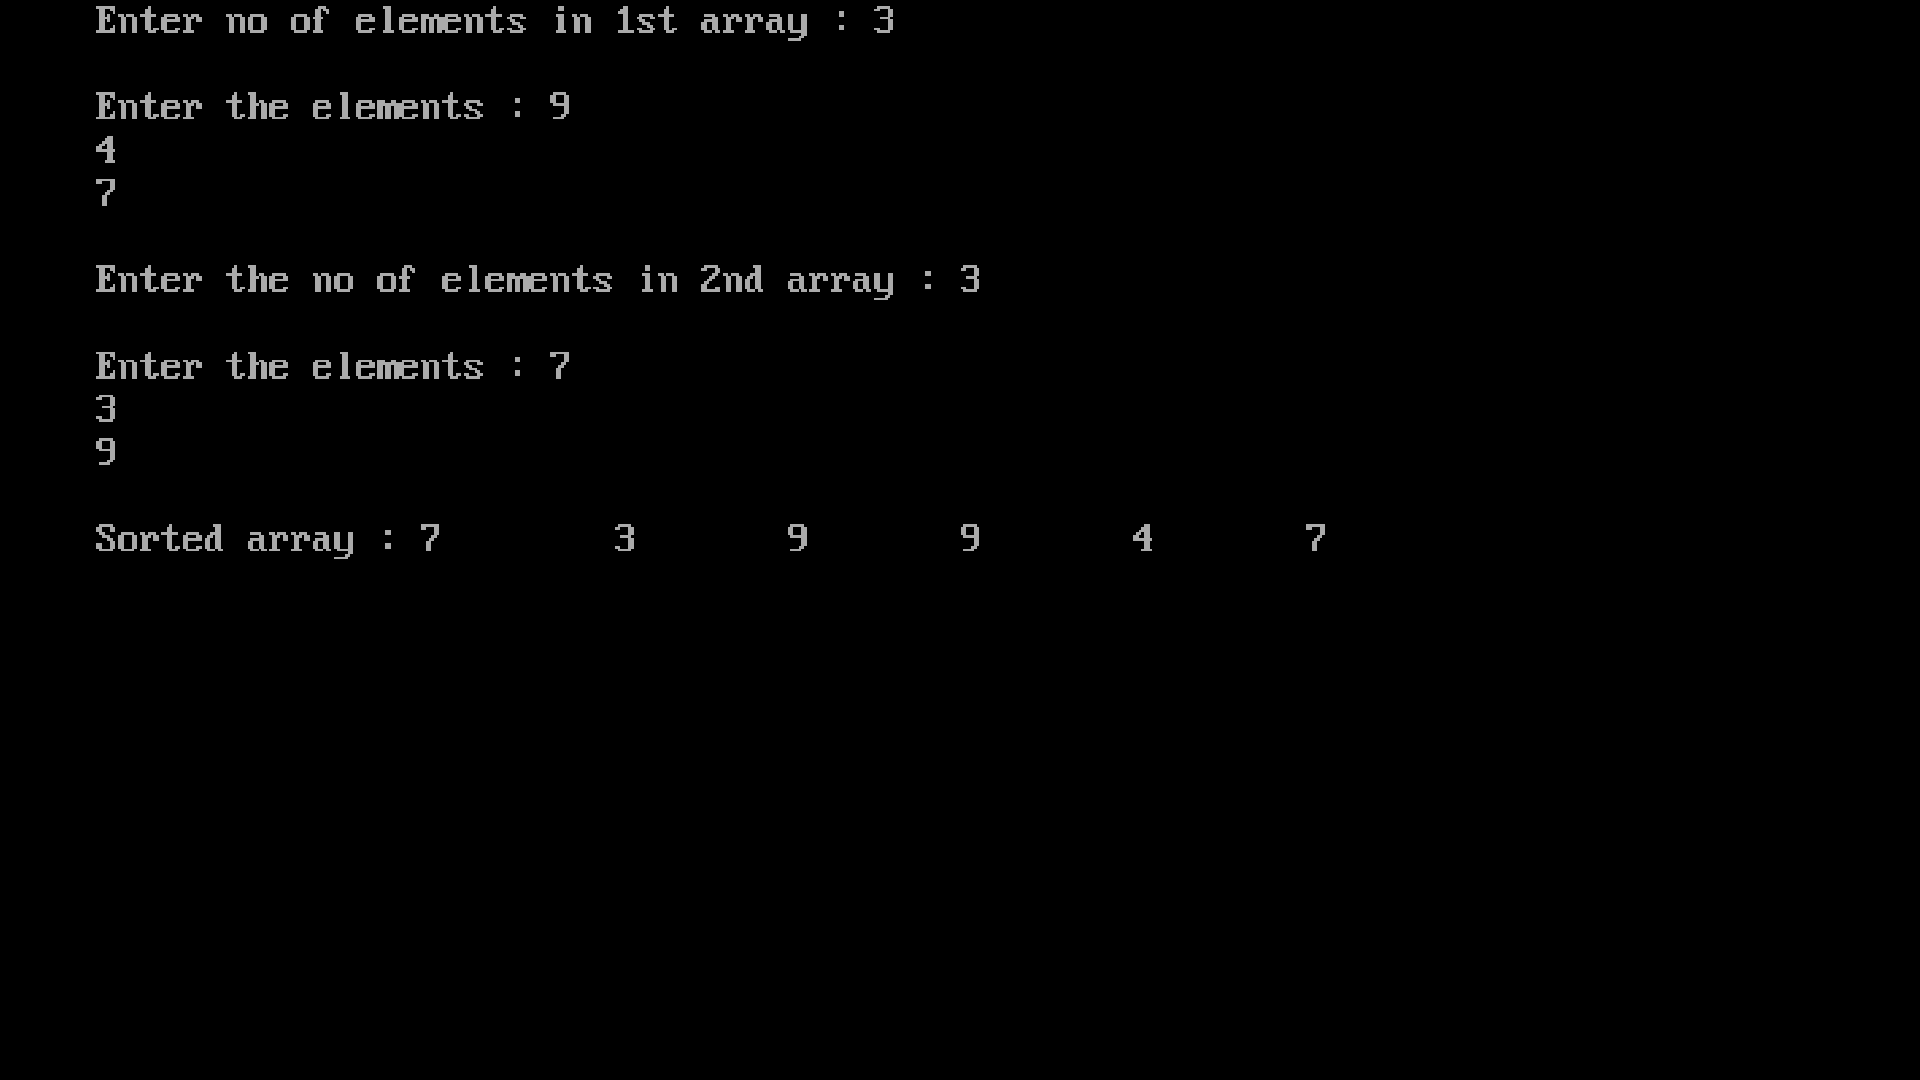 Enter no of elements in 1st array : 3
Enter the elements : 9
4
7
Enter the no of elements in 2nd array : 3
Enter the elements : 7
3
9
Sorted array : 7 3 9 9 4 7